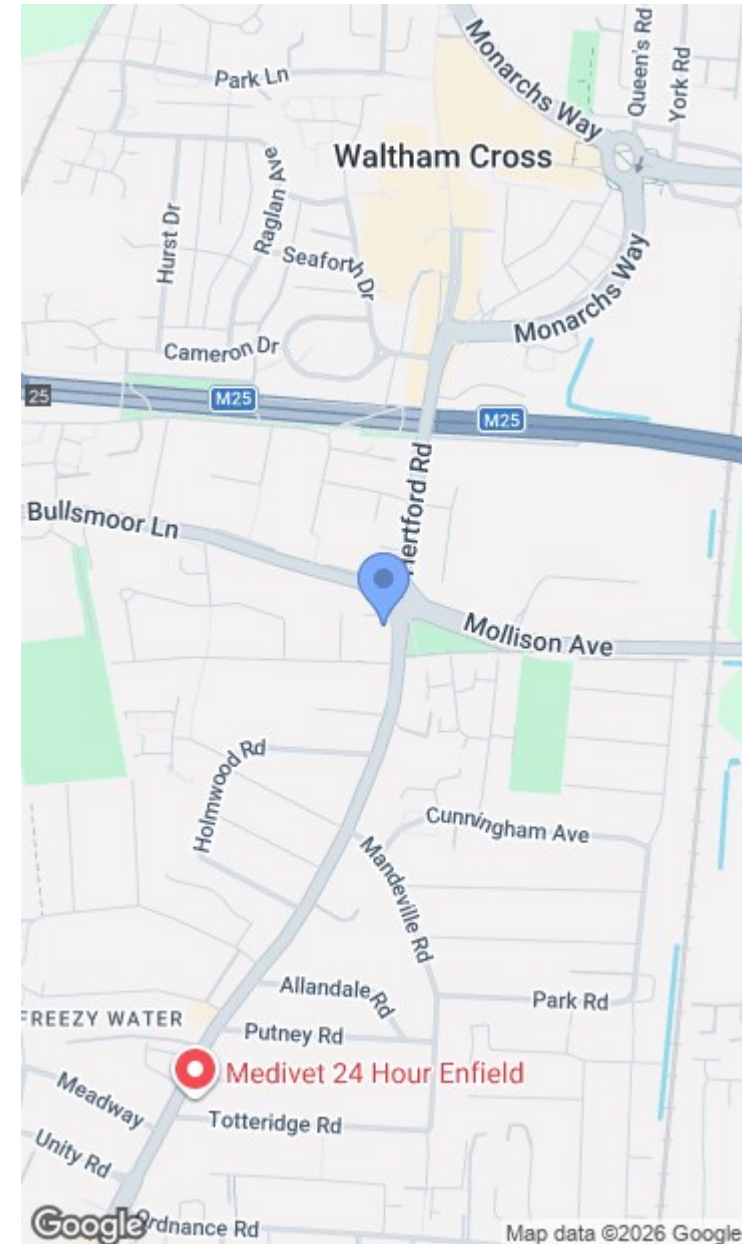 Park Ln
Monarchs Way
Queen's Rd
York Rd
Waltham Cross
Hurst Dr
Raglan Ave
Seaforth Dr
Monarchs Way
Cameron Dr
25
M25
M25
Hertford Rd
Bullsmoor Ln
Mollison Ave
Holmwood Rd
Cunningham Ave
Mandeville Rd
Allandale Rd
Park Rd
FREEZY WATER
Putney Rd
Medivet 24 Hour Enfield
Meadway
Totteridge Rd
Unity Rd
Ordnance Rd
Google
Map data ©2026 Google